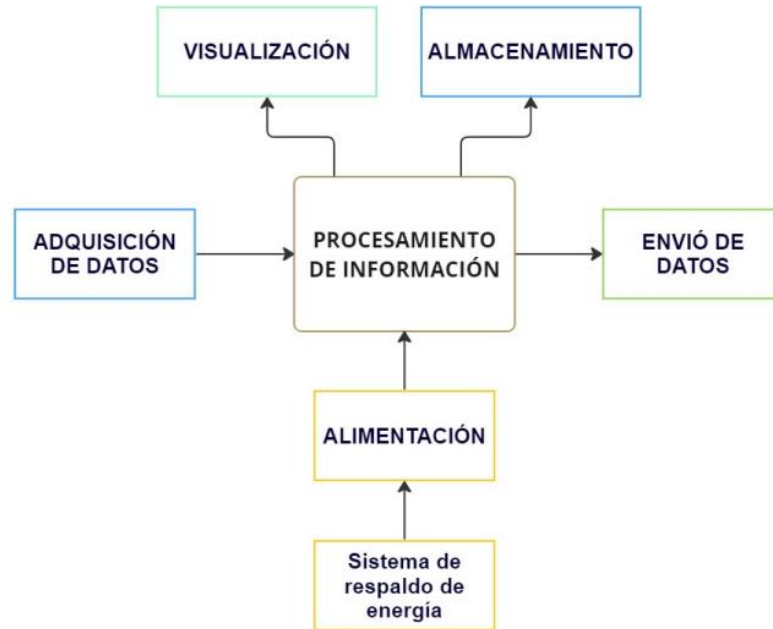 VISUALIZACIÓN
ALMACENAMIENTO
ADQUISICIÓN
DE DATOS
PROCESAMIENTO
DE INFORMACIÓN
ENVIÓ DE
DATOS
ALIMENTACIÓN
Sistema de
respaldo de
energía